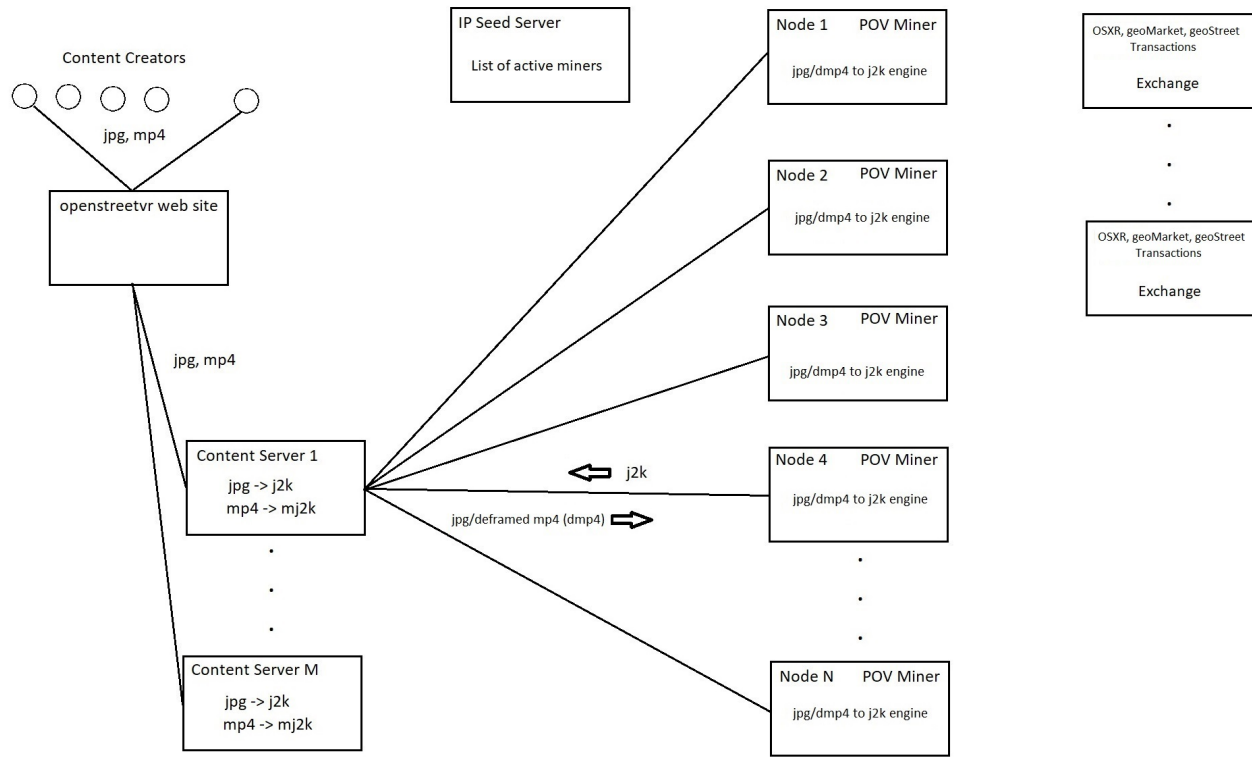 Content Creators
jpg, mp4
openstreetvr web site
jpg, mp4
Content Server 1
jpg -> j2k
mp4 -> mj2k
Content Server M
jpg -> j2k
mp4 -> mj2k
IP Seed Server
List of active miners
j2k
jpg/deframed mp4 (dmp4)
Node 1 POV Miner
jpg/dmp4 to j2k engine
Node 2 POV Miner
jpg/dmp4 to j2k engine
Node 3 POV Miner
jpg/dmp4 to j2k engine
Node 4 POV Miner
jpg/dmp4 to j2k engine
Node N POV Miner
jpg/dmp4 to j2k engine
OSXR, geoMarket, geoStreet
Transactions
Exchange
OSXR, geoMarket, geoStreet
Transactions
Exchange